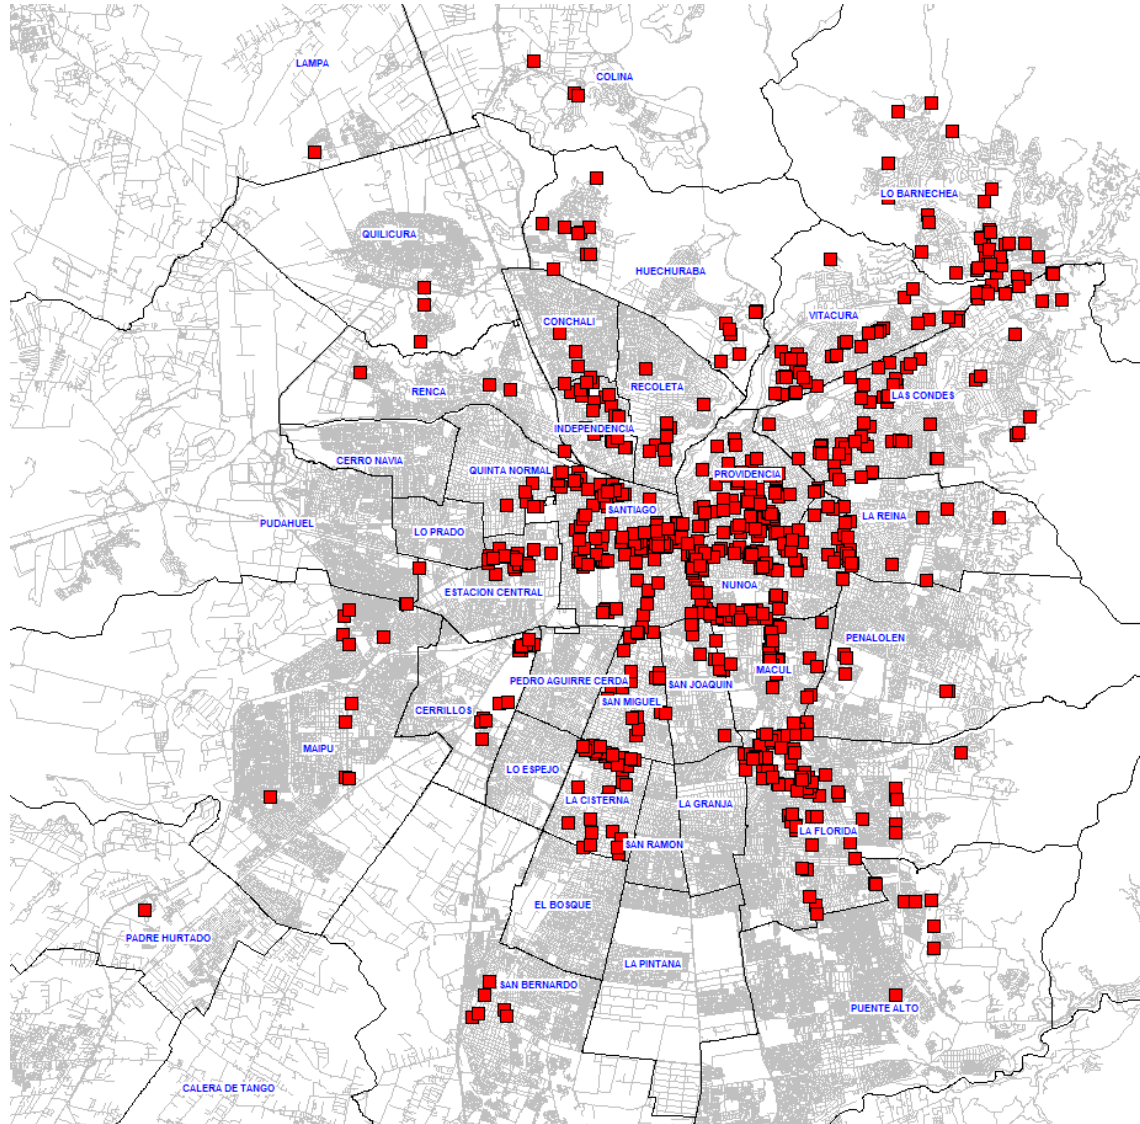 LAMPA
COLINA
LO BARNECHEA
QUILICURA
HUECHURABA
VITACURA
CONCHALI
RECOLETA
RENCA
LAS CONDES
INDEPENDENCIA
CERRO NAVIA
QUINTA NORMAL
PROVIDENCIA
SANTIAGO
LA REINA
PUDAHUEL
LO PRADO
NUNOA
ESTACION CENTRAL
PENALOLEN
MACUL
PEDRO AGUIRRE CERDA
SAN JOAQUIN
SAN MIGUEL
CERRILLOS
MAIPU
LO ESPEJO
LA CISTERNA
LA GRANJA
LA FLORIDA
SAN RAMON
EL BOSQUE
PADRE HURTADO
LA PINTANA
SAN BERNARDO
PUENTE ALTO
CALERA DE TANGO